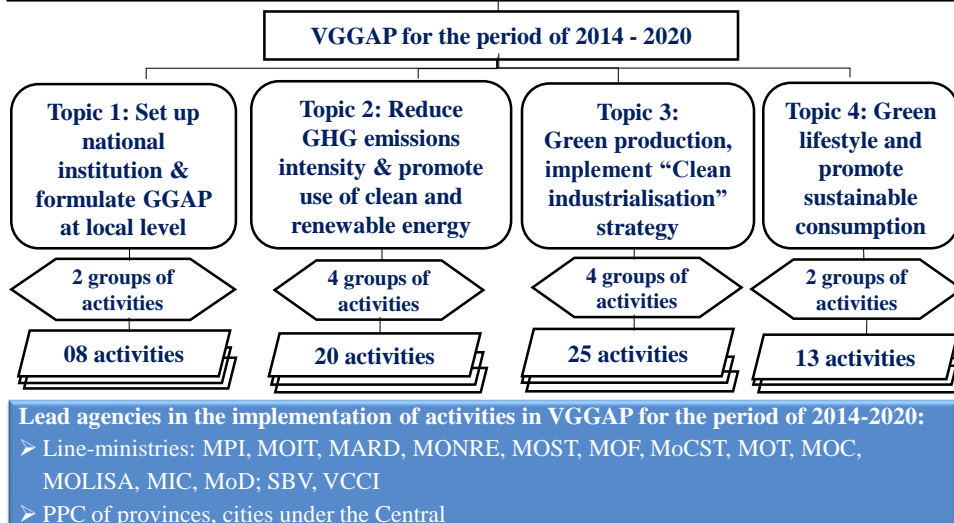 VGGAP for the period of 2014 - 2020
Topic 1: Set up
national
institution &
formulate GGAP
at local level
Topic 2: Reduce
GHG emissions
intensity & promote
use of clean and
renewable energy
Topic 3:
Green production,
implement “Clean
industrialisation”
strategy
Topic 4: Green
lifestyle and
promote
sustainable
consumption
2 groups of
activities
4 groups of
activities
4 groups of
activities
2 groups of
activities
08 activities
20 activities
25 activities
13 activities
Lead agencies in the implementation of activities in VGGAP for the period of 2014-2020:
➢ Line-ministries: MPI, MOIT, MARD, MONRE, MOST, MOF, MoCST, MOT, MOC,
MOLISA, MIC, MoD; SBV, VCCI
➢ PPC of provinces, cities under the Central